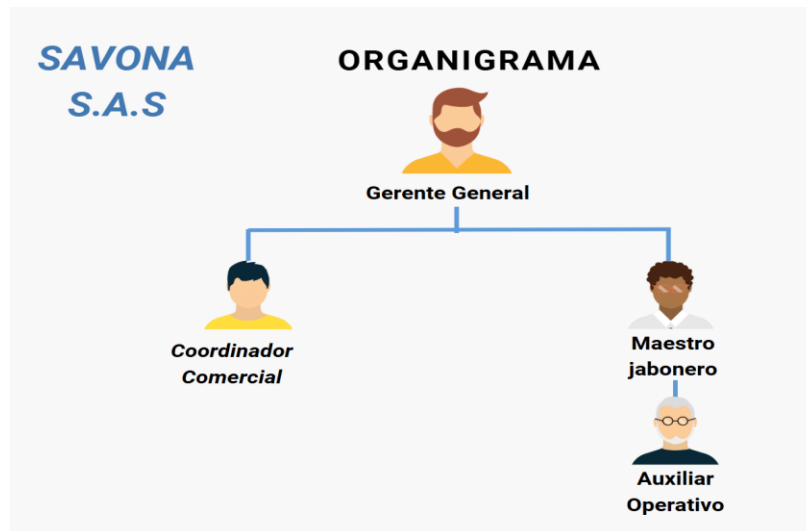 SAVONA
S.A.S
ORGANIGRAMA
Gerente General
Coordinador
Comercial
Maestro
jabonero
Auxiliar
Operativo